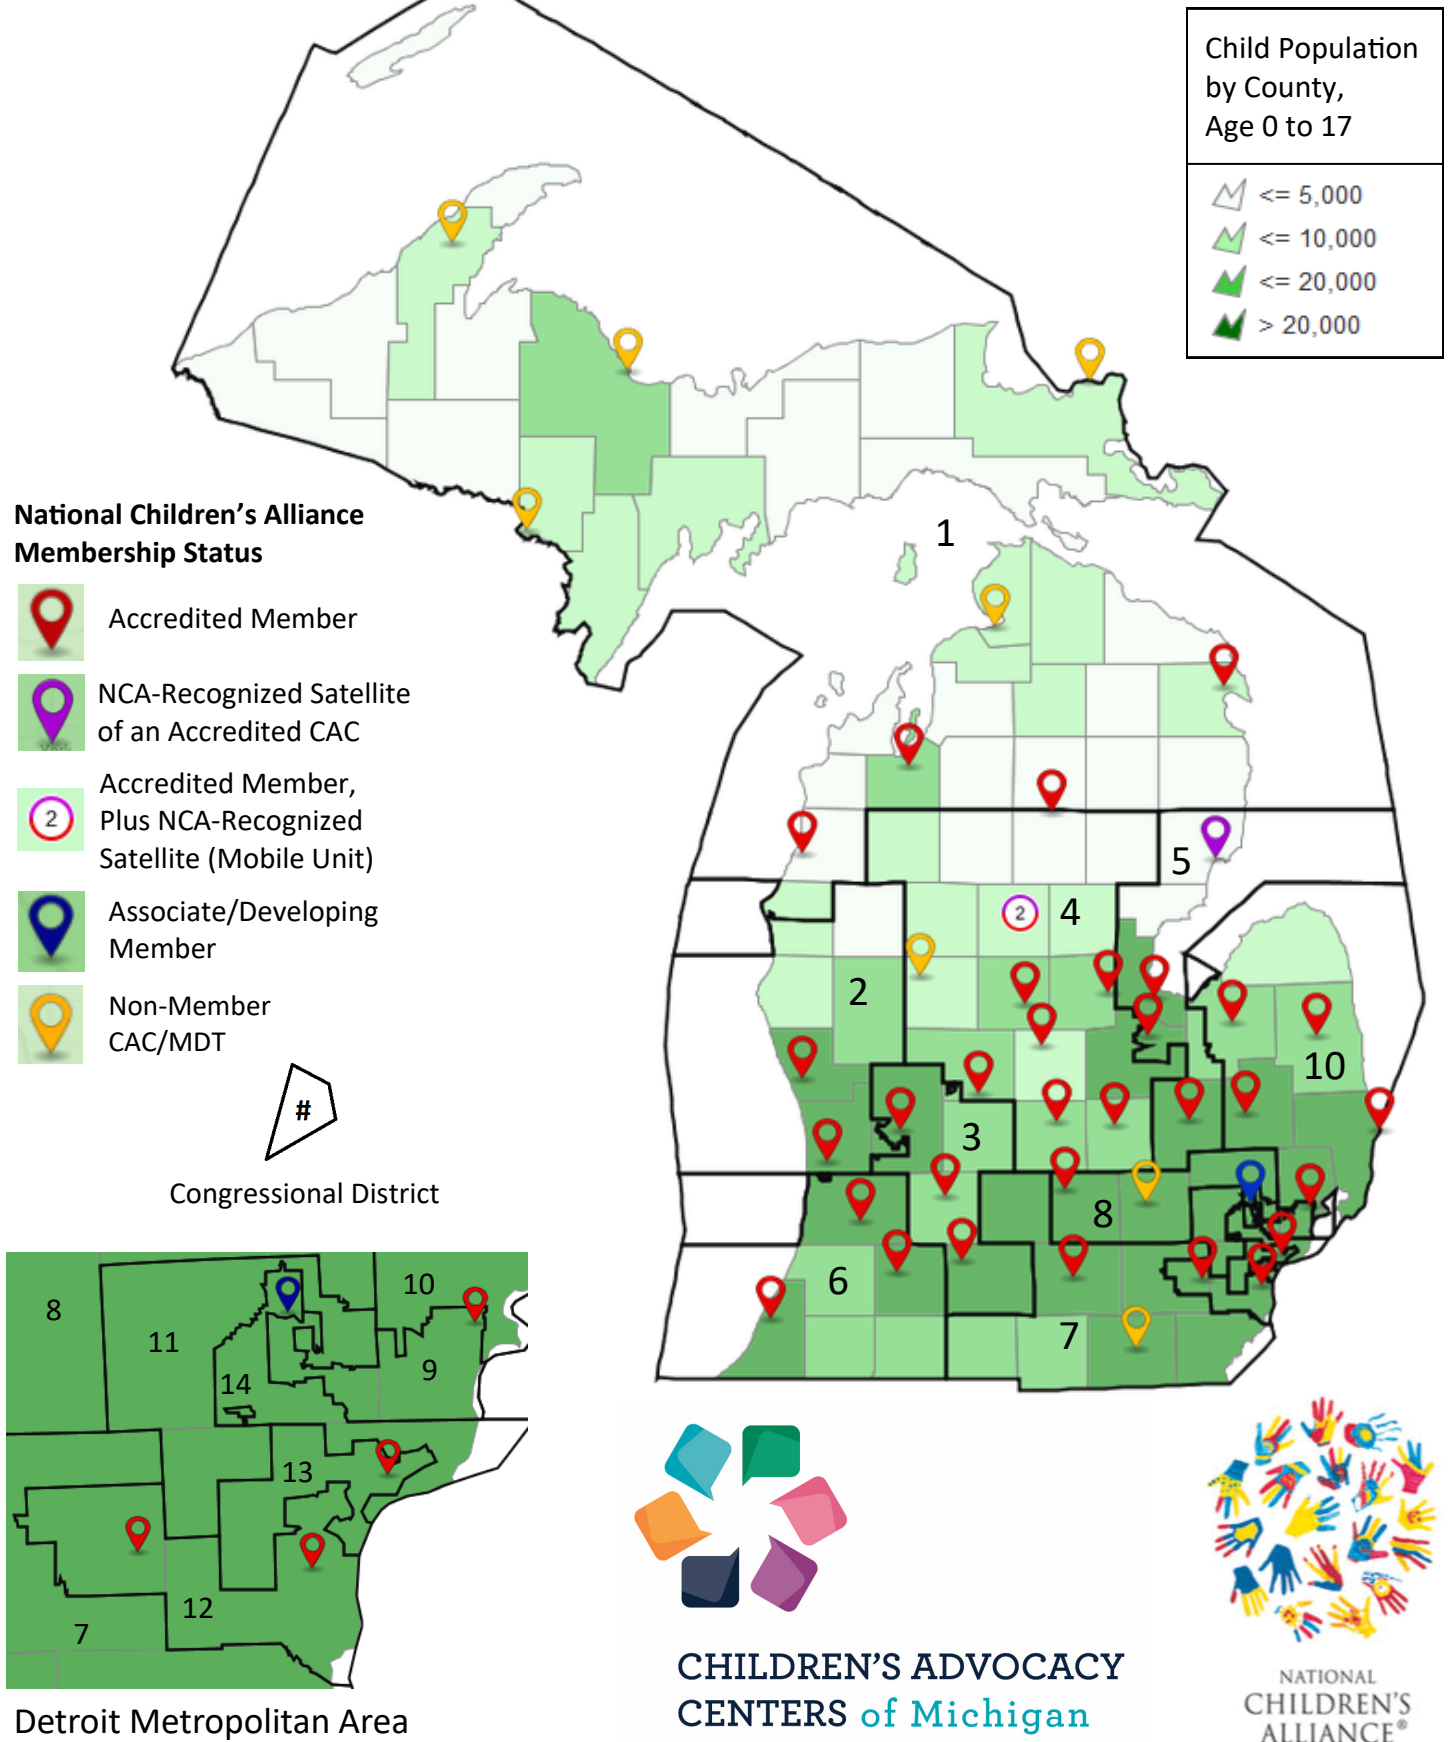 Child Population
by County,
Age 0 to 17
<= 5,000
<= 10,000
<= 20,000
> 20,000
National Children's Alliance
Membership Status
Accredited Member
NCA-Recognized Satellite
of an Accredited CAC
2
Accredited Member,
Plus NCA-Recognized
Satellite (Mobile Unit)
Associate/Developing
Member
Non-Member
CAC/MDT
#
Congressional District
1
5
2
4
2
10
3
8
6
7
8
11
10
14
9
13
12
7
Detroit Metropolitan Area
CHILDREN'S ADVOCACY
CENTERS of Michigan
NATIONAL
CHILDREN'S
ALLIANCE®